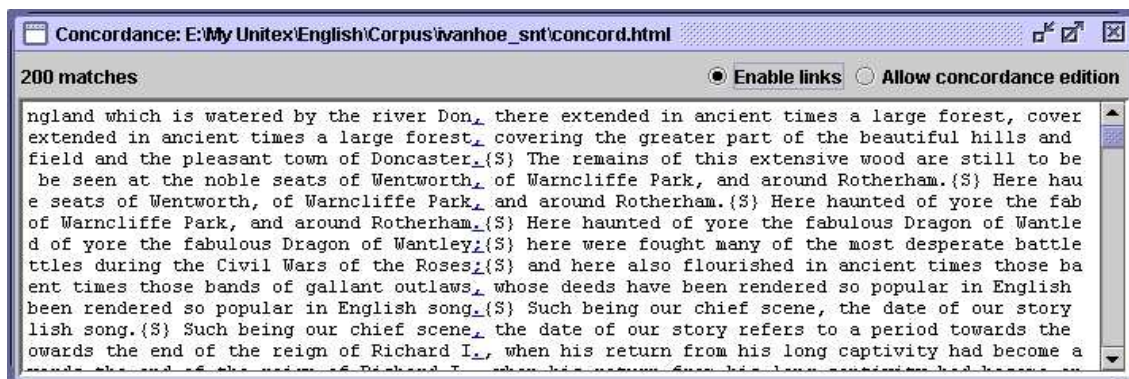 Concordance: E:\My Unitex\English\Corpus\ivanhoe_snt\concord.html
200 matches Enable links Allow concordance edition
ngland which is watered by the river Don, there extended in ancient times a large forest, cover
extended in ancient times a large forest, covering the greater part of the beautiful hills and
field and the pleasant town of Doncaster.{S} The remains of this extensive wood are still to be
be seen at the noble seats of Wentworth, of Warncliffe Park, and around Rotherham.{S} Here hau
e seats of Wentworth, of Warncliffe Park, and around Rotherham.{S} Here haunted of yore the fab
of Warncliffe Park, and around Rotherham.{S} Here haunted of yore the fabulous Dragon of Wantle
d of yore the fabulous Dragon of Wantley;{S} here were fought many of the most desperate battle
ttles during the Civil Wars of the Roses;{S} and here also flourished in ancient times those ba
ent times those bands of gallant outlaws, whose deeds have been rendered so popular in English
been rendered so popular in English song.{S} Such being our chief scene, the date of our story
lish song.{S} Such being our chief scene, the date of our story refers to a period towards the
owards the end of the reign of Richard I., when his return from his long captivity had become a